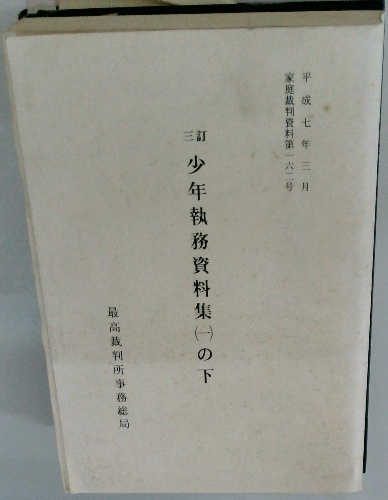 平成七年三月
家庭裁判資料第一六二号
三訂
少年執務資料集㈠の下
最高裁判所事務総局